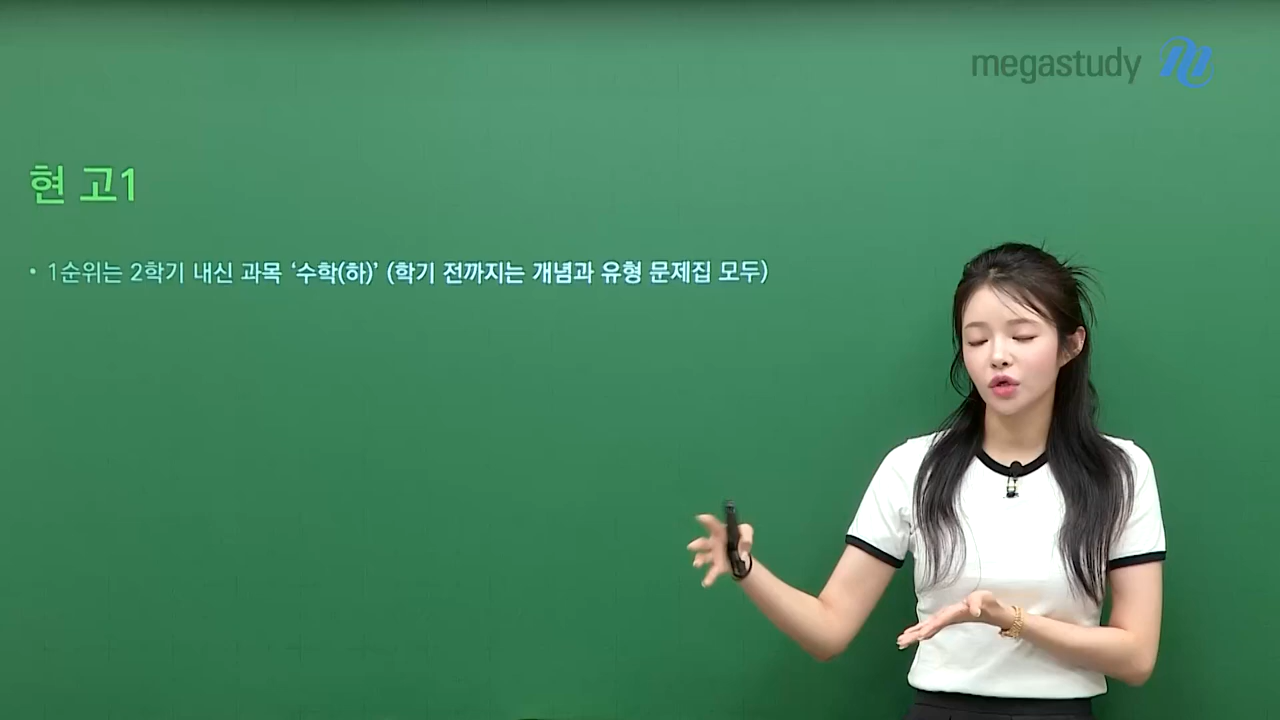 megastudy
현 고1
• 1순위는 2학기 내신 과목 ‘수학(하)’ (학기 전까지는 개념과 유형 문제집 모두)